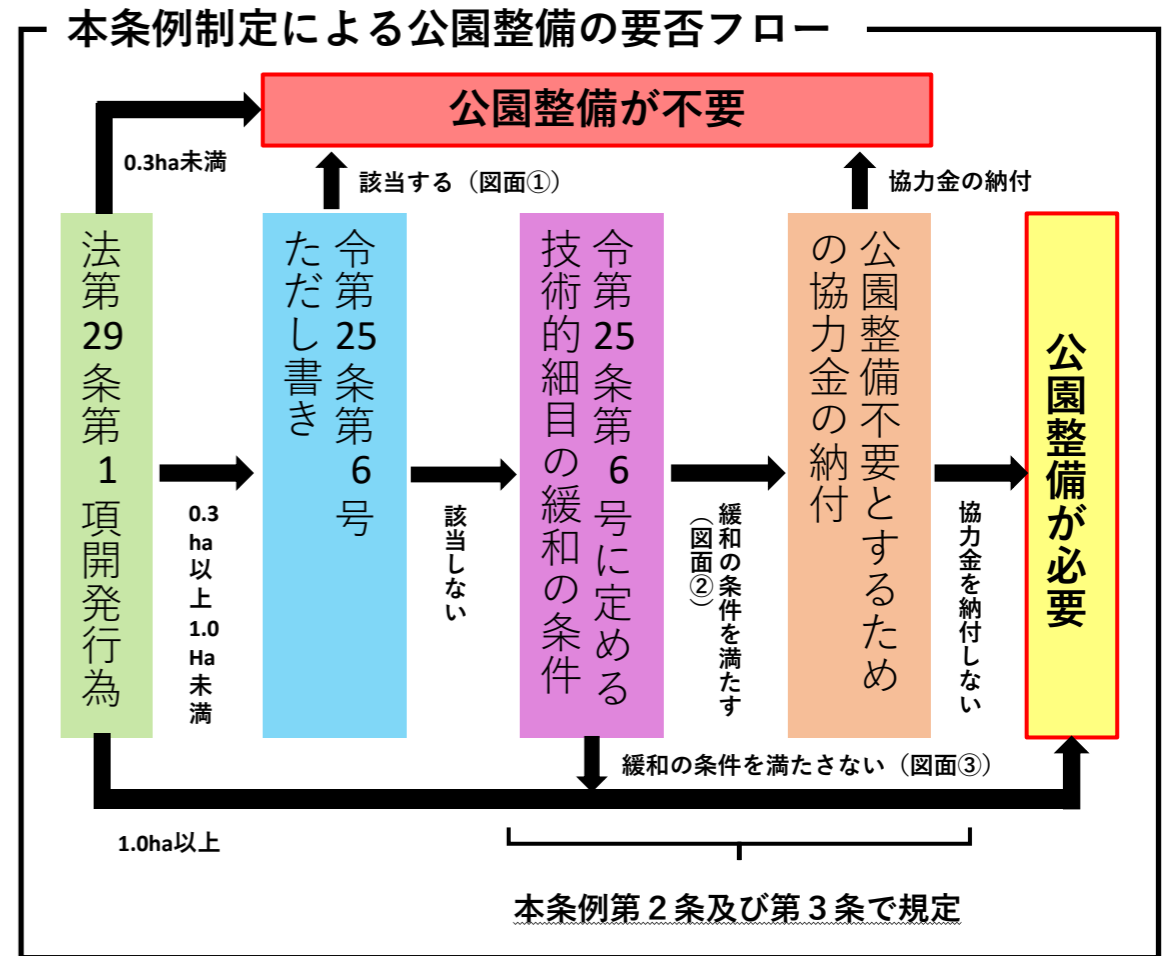 本条例制定による公園整備の要否フロー
公園整備が不要
0.3ha未満
該当する（図面①）
協力金の納付
法第29条第1項開発行為
0.3
ha
以
上
1.0
Ha
未
満
令第25条第6号
ただし書き
該当しない
令第25条第6号に定める
技術的細目の緩和の条件
緩和の条件を満たす
（図面②）
公園整備不要とするため
の協力金の納付
協力金を納付しない
公園整備が必要
緩和の条件を満たさない（図面③）
1.0ha以上
本条例第２条及び第３条で規定